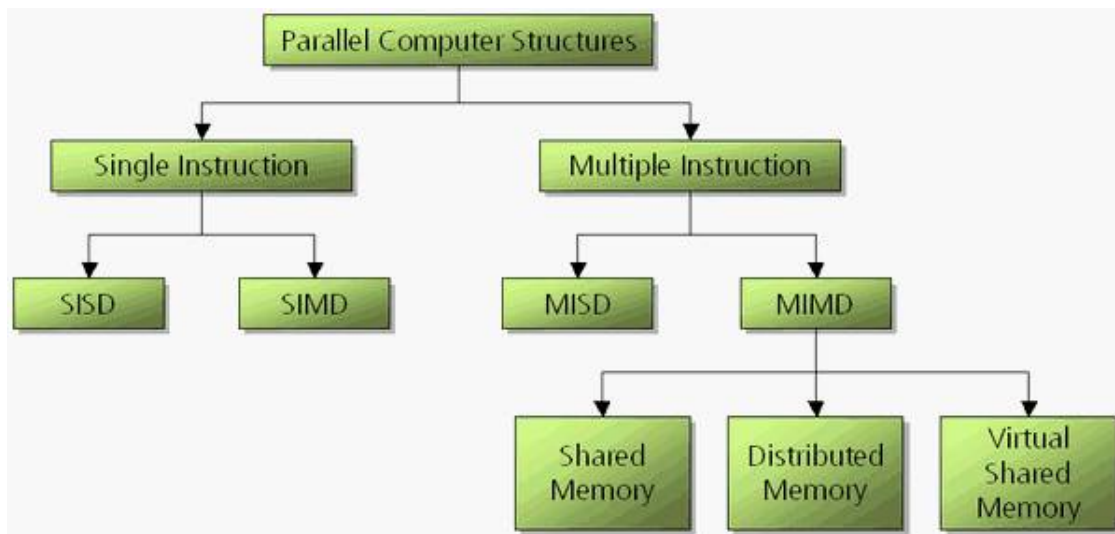 Parallel Computer Structures
Single Instruction
Multiple Instruction
SISD
SIMD
MISD
MIMD
Shared
Memory
Distributed
Memory
Virtual
Shared
Memory